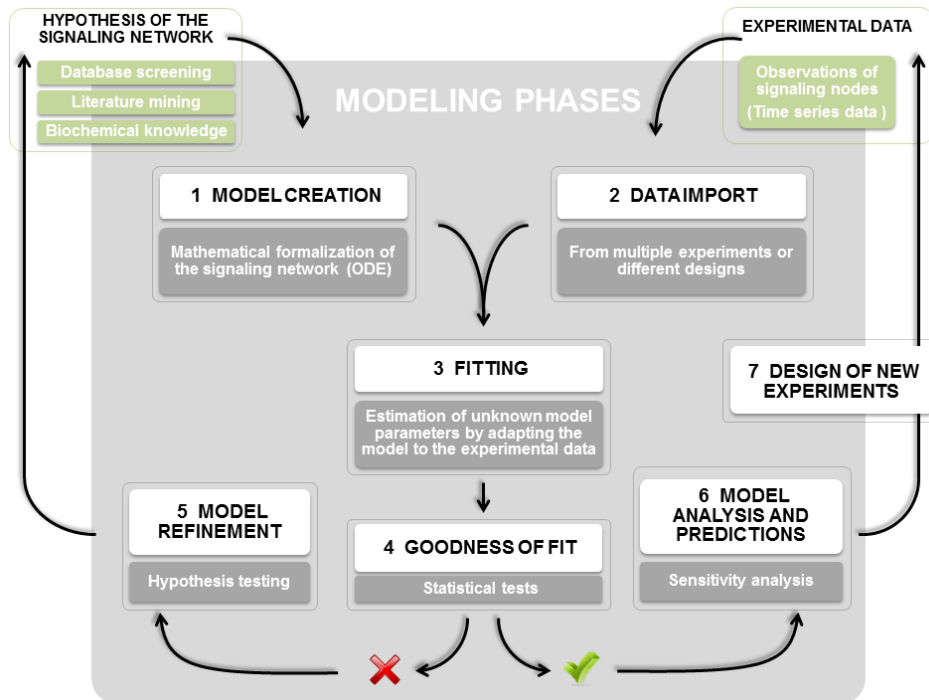 HYPOTHESIS OF THE
SIGNALING NETWORK
Database screening
Literature mining
Biochemical knowledge
EXPERIMENTAL DATA
Observations of
signaling nodes
(Time series data )
MODELING PHASES
1 MODEL CREATION
Mathematical formalization of
the signaling network (ODE)
2 DATA IMPORT
From multiple experiments or
different designs
3 FITTING
Estimation of unknown model
parameters by adapting the
model to the experimental data
4 GOODNESS OF FIT
Statistical tests
5 MODEL
REFINEMENT
Hypothesis testing
6 MODEL
ANALYSIS AND
PREDICTIONS
Sensitivity analysis
7 DESIGN OF NEW
EXPERIMENTS